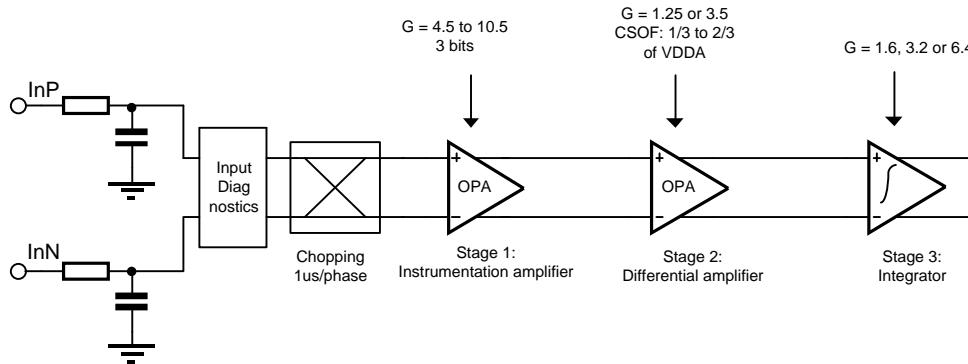 G = 4.5 to 10.5
3 bits
G = 1.25 or 3.5
CSOF: 1/3 to 2/3
of VDDA
G = 1.6, 3.2 or 6.4
InP
InN
Input
Diag
nostics
+
OPA
−
+
OPA
−
+
−
Chopping
1us/phase
Stage 1:
Instrumentation amplifier
Stage 2:
Differential amplifier
Stage 3:
Integrator